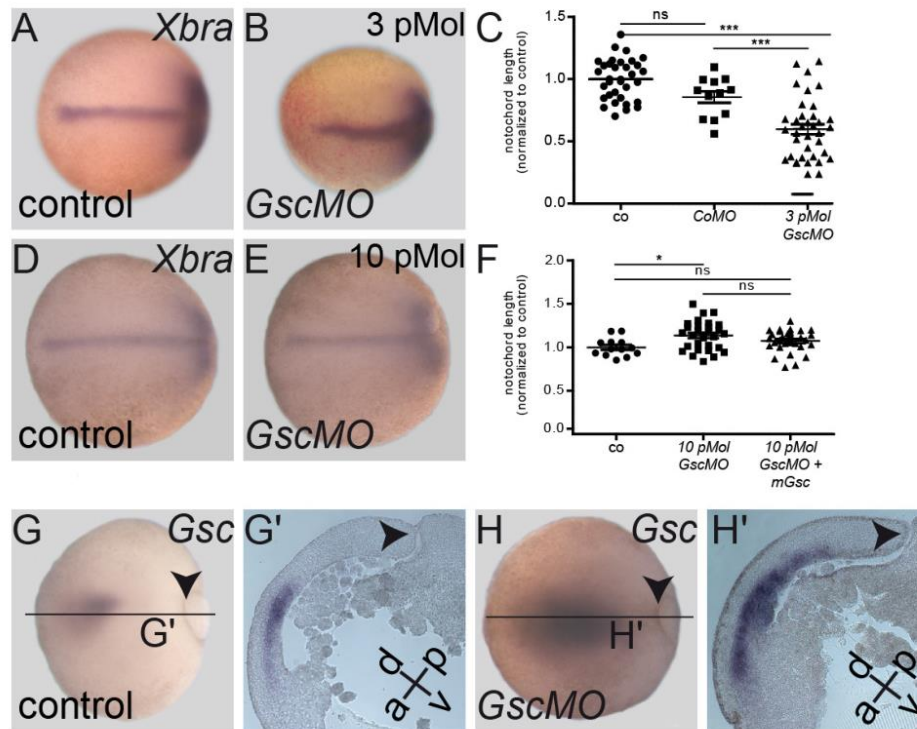 A Xbra
control
B 3 pMol
GscMO
C
ns
***
***
notochord length
(normalized to control)
1.5
1.0
0.5
0.0
co CoMO 3 pMol
GscMO
D Xbra
control
E 10 pMol
GscMO
F
*
ns
ns
notochord length
(normalized to control)
2.0
1.5
1.0
0.5
0.0
co 10 pMol 10 pMol
GscMO GscMO +
mGsc
G Gsc
G'
control
G'
d
p
a
v
H Gsc
H'
GscMO
H'
d
p
a
v